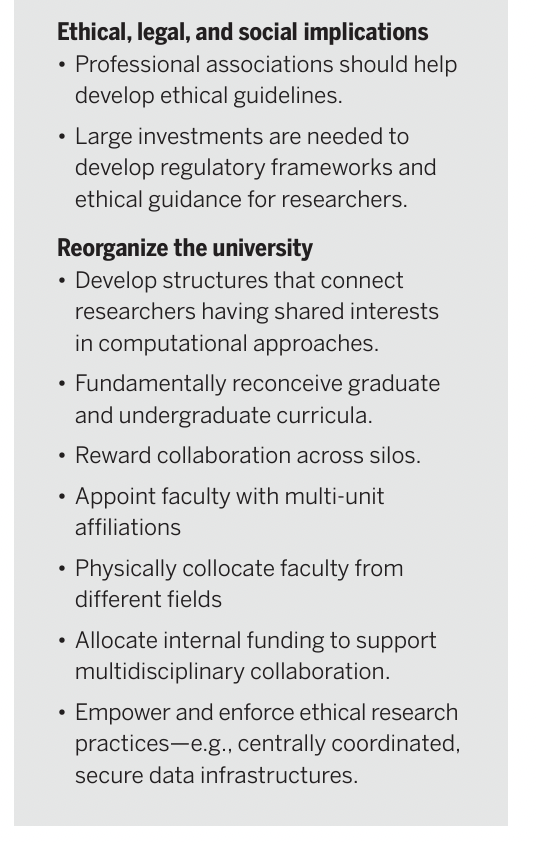 Ethical, legal, and social implications
• Professional associations should help
develop ethical guidelines.
• Large investments are needed to
develop regulatory frameworks and
ethical guidance for researchers.
Reorganize the university
• Develop structures that connect
researchers having shared interests
in computational approaches.
• Fundamentally reconceive graduate
and undergraduate curricula.
• Reward collaboration across silos.
• Appoint faculty with multi-unit
affiliations
• Physically collocate faculty from
different fields
• Allocate internal funding to support
multidisciplinary collaboration.
• Empower and enforce ethical research
practices—e.g., centrally coordinated,
secure data infrastructures.